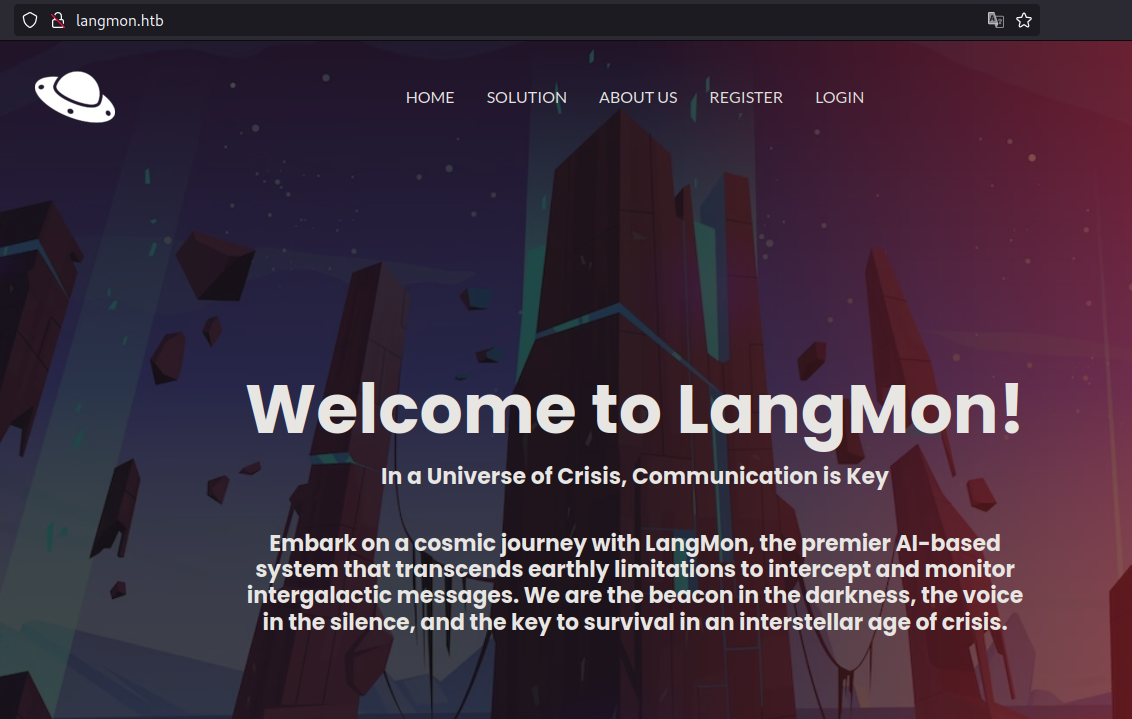 langmon.htb
HOME SOLUTION ABOUT US REGISTER LOGIN
Welcome to LangMon!
In a Universe of Crisis, Communication is Key
Embark on a cosmic journey with LangMon, the premier AI-based
system that transcends earthly limitations to intercept and monitor
intergalactic messages. We are the beacon in the darkness, the voice
in the silence, and the key to survival in an interstellar age of crisis.